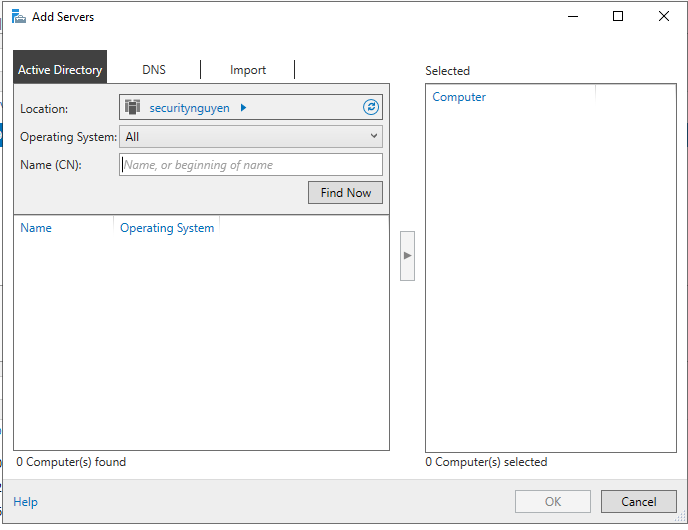 Add Servers
Active Directory DNS Import
Selected
Location: securitynguyen
Operating System: All
Name (CN): Name, or beginning of name
Find Now
Name Operating System
Computer
0 Computer(s) found
0 Computer(s) selected
Help
OK Cancel